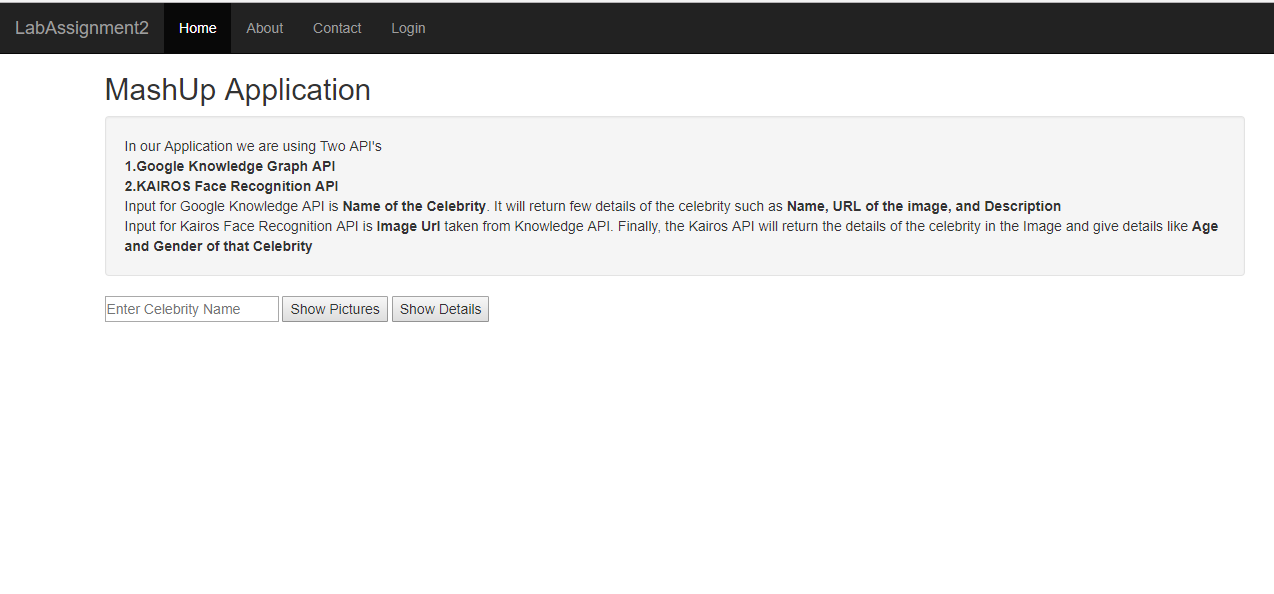 LabAssignment2 Home About Contact Login
MashUp Application
In our Application we are using Two API's
1.Google Knowledge Graph API
2.KAIROS Face Recognition API
Input for Google Knowledge API is Name of the Celebrity. It will return few details of the celebrity such as Name, URL of the image, and Description
Input for Kairos Face Recognition API is Image Url taken from Knowledge API. Finally, the Kairos API will return the details of the celebrity in the Image and give details like Age
and Gender of that Celebrity
Enter Celebrity Name Show Pictures Show Details